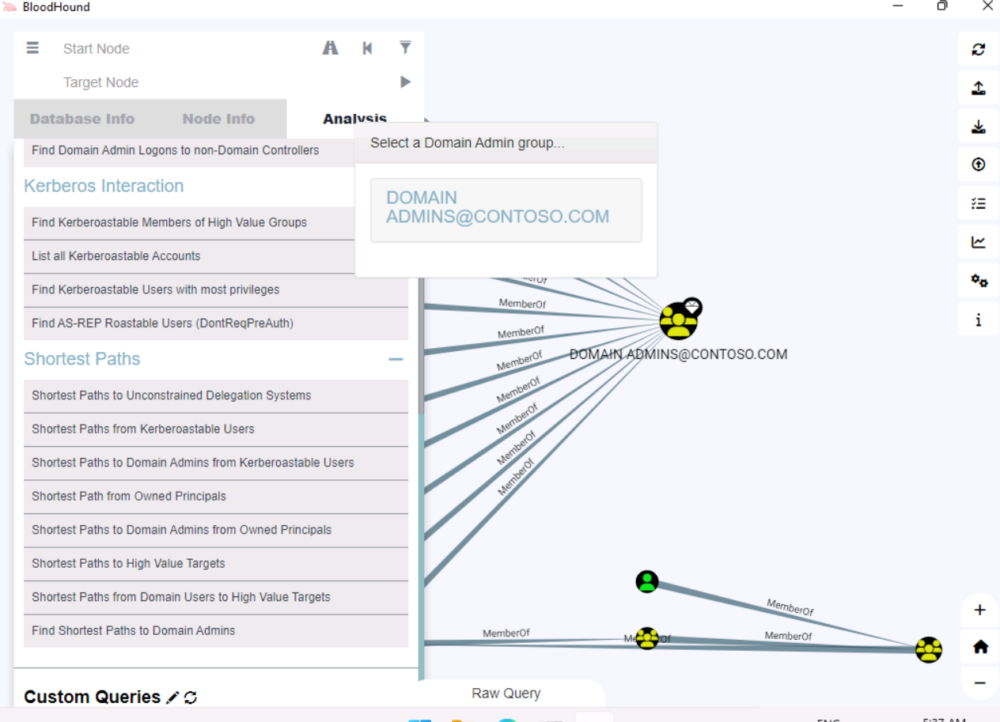 BloodHound
Start Node
Target Node
Database Info
Node Info
Analysis
Find Domain Admin Logons to non-Domain Controllers
Kerberos Interaction
Find Kerberoastable Members of High Value Groups
List all Kerberoastable Accounts
Find Kerberoastable Users with most privileges
Find AS-REP Roastable Users (DontReqPreAuth)
Shortest Paths
Shortest Paths to Unconstrained Delegation Systems
Shortest Paths from Kerberoastable Users
Shortest Paths to Domain Admins from Kerberoastable Users
Shortest Path from Owned Principals
Shortest Paths to Domain Admins from Owned Principals
Shortest Paths to High Value Targets
Shortest Paths from Domain Users to High Value Targets
Find Shortest Paths to Domain Admins
Custom Queries
Select a Domain Admin group...
DOMAIN
ADMINS@CONTOSO.COM
MemberOf
MemberOf
MemberOf
MemberOf
MemberOf
MemberOf
MemberOf
DOMAIN ADMINS@CONTOSO.COM
MemberOf
MemberOf
MemberOf
Raw Query
ENG
5:37 AM